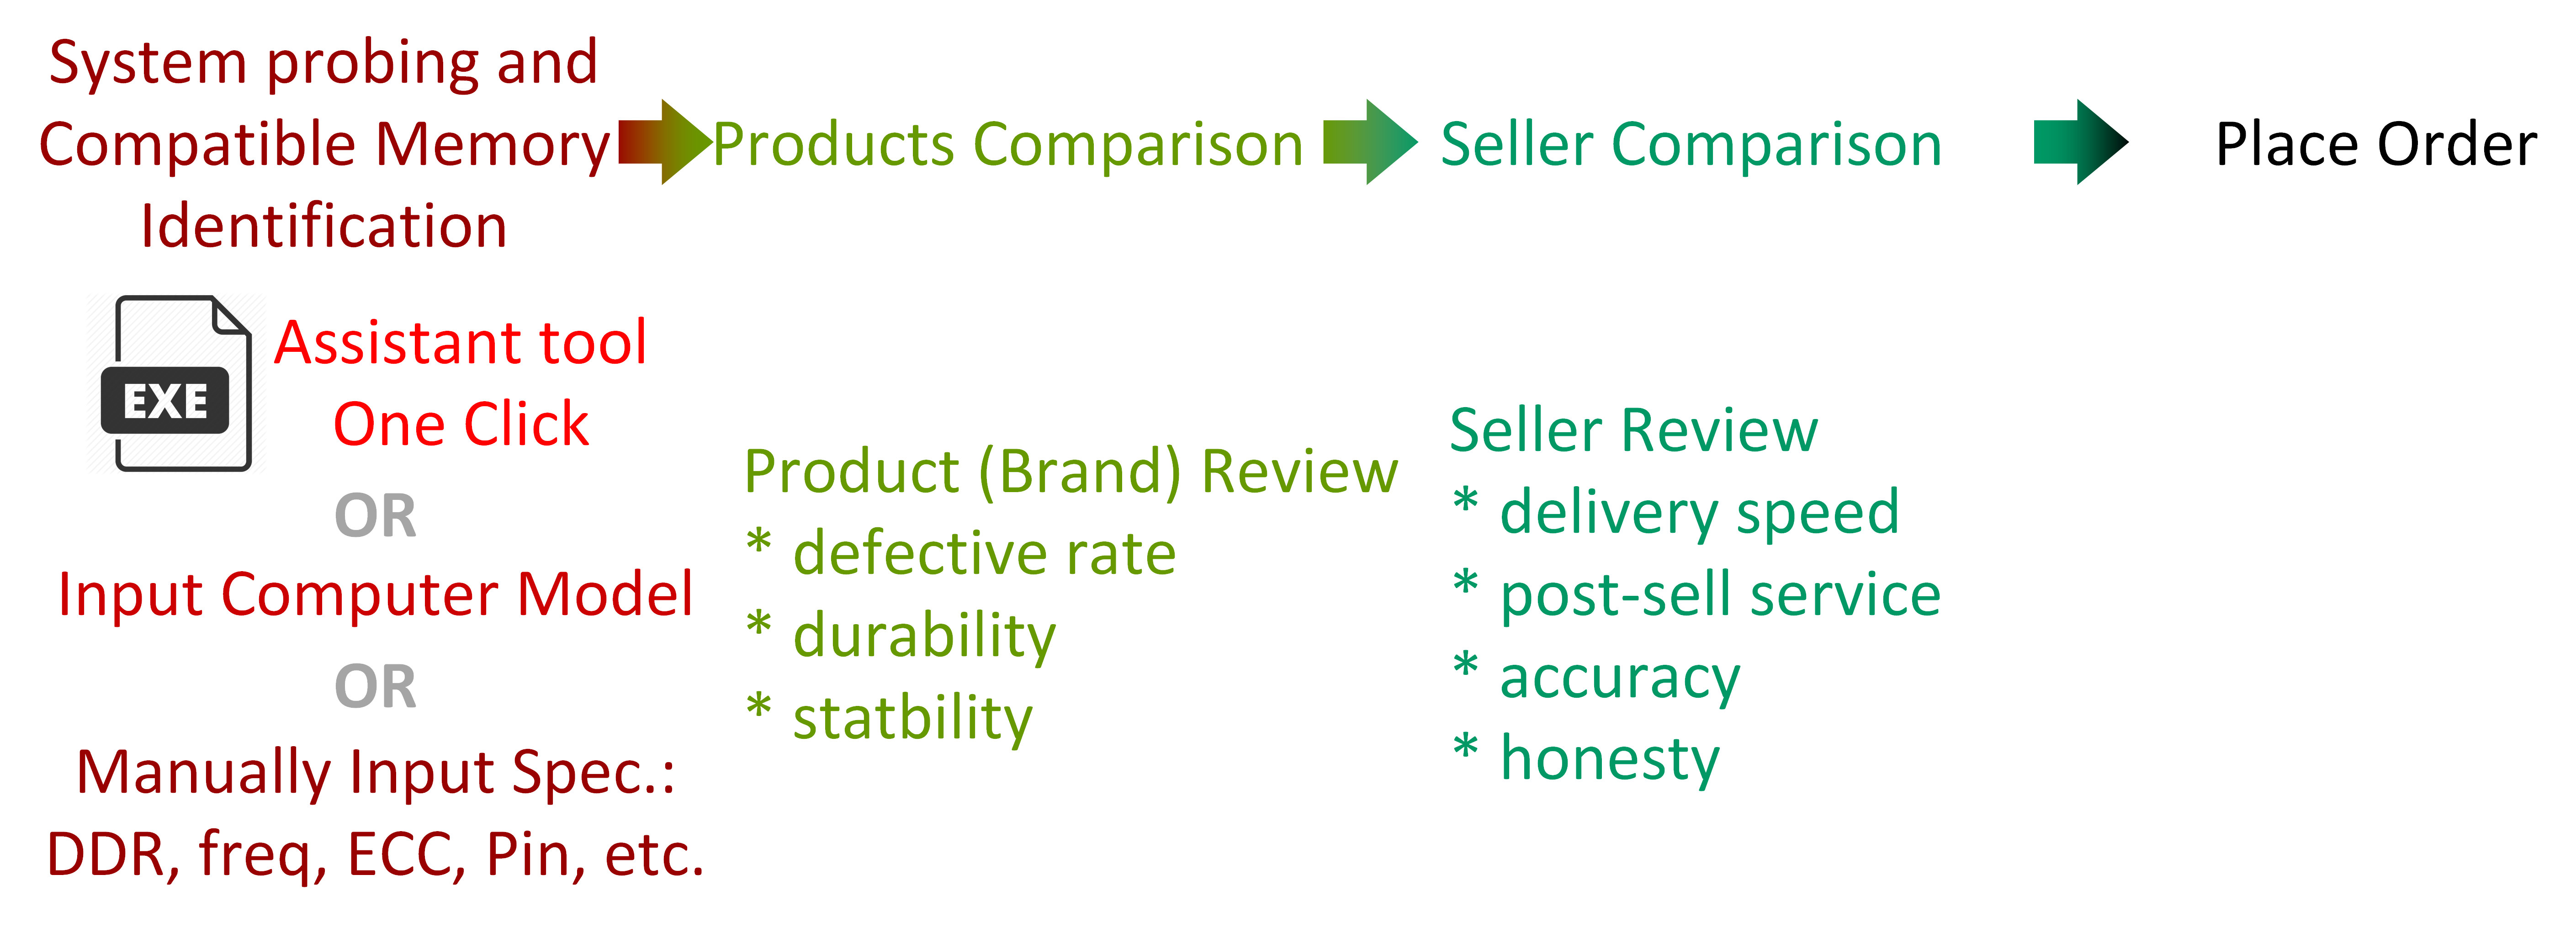 System probing and
Compatible Memory
Identification
Products Comparison
Seller Comparison
Place Order
EXE
Assistant tool
One Click
OR
Input Computer Model
OR
Manually Input Spec.:
DDR, freq, ECC, Pin, etc.
Product (Brand) Review
* defective rate
* durability
* statbility
Seller Review
* delivery speed
* post-sell service
* accuracy
* honesty